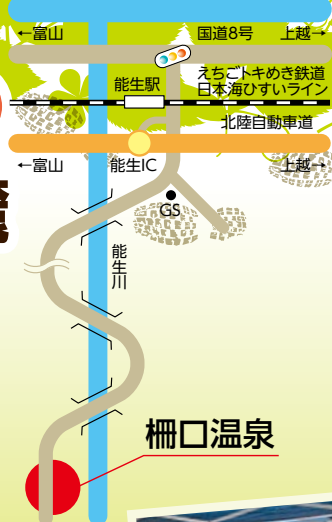 ←富山
国道8号
上越→
えちごトキめき鉄道
日本海ひすいライン
能生駅
北陸自動車道
←富山
能生IC
上越→
GS
能生川
柵口温泉